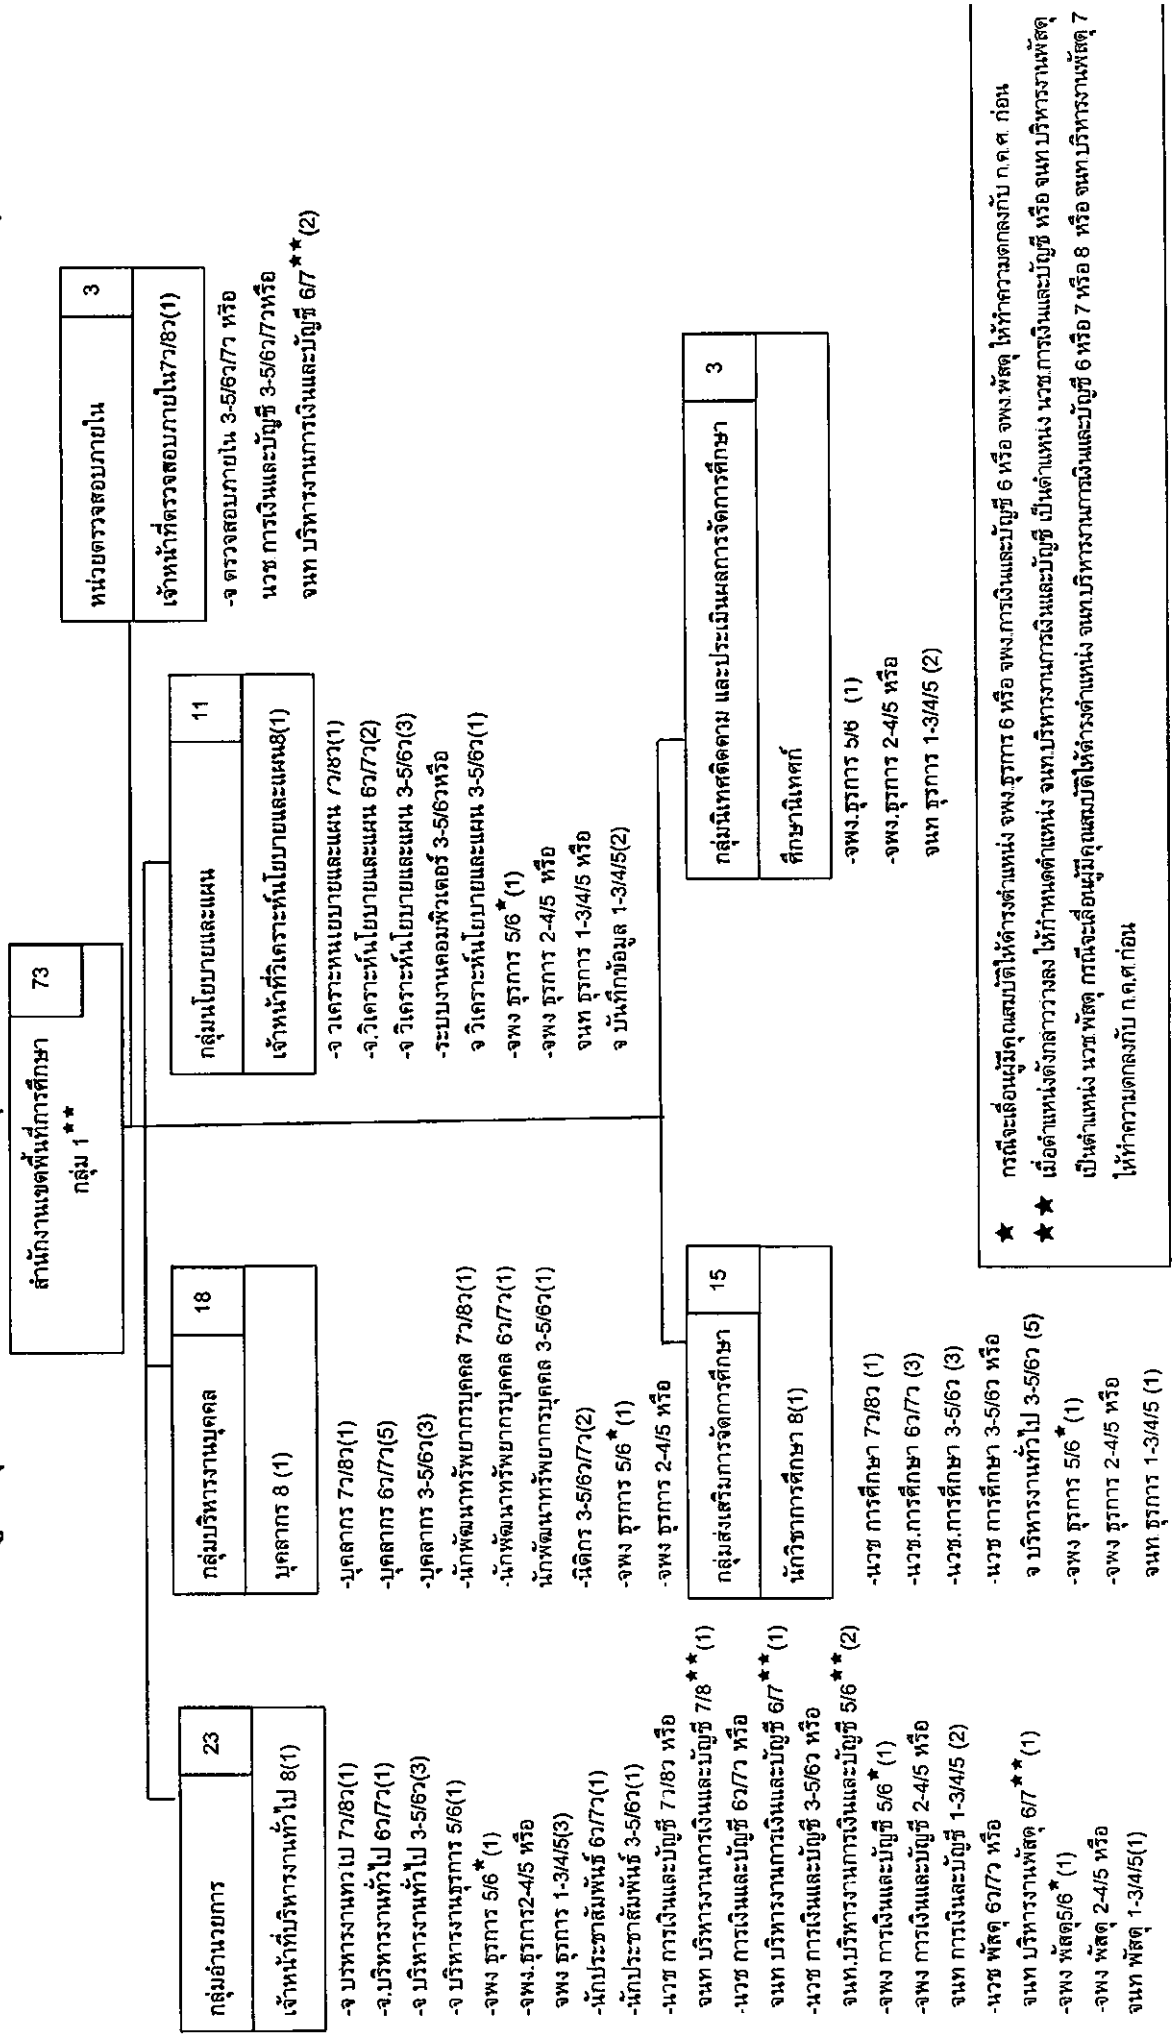 สำนักงานเขตพื้นที่การศึกษา 73
กลุ่ม 1★★
กลุ่มอำนวยการ 23
เจ้าหน้าที่บริหารงานทั่วไป 8(1)
-จ บริหารงานทั่วไป 7ว/8ว(1)
-จ.บริหารงานทั่วไป 6ว/7ว(1)
-จ บริหารงานทั่วไป 3-5/6ว(3)
-จ บริหารงานธุรการ 5/6(1)
-จพง ธุรการ 5/6★(1)
-จพง.ธุรการ2-4/5 หรือ
จพง ธุรการ 1-3/4/5(3)
-นักประชาสัมพันธ์ 6ว/7ว(1)
-นักประชาสัมพันธ์ 3-5/6ว(1)
-นวช การเงินและบัญชี 7ว/8ว หรือ
จนท บริหารงานการเงินและบัญชี 7/8★★(1)
-นวช การเงินและบัญชี 6ว/7ว หรือ
จนท บริหารงานการเงินและบัญชี 6/7★★(1)
-นวช การเงินและบัญชี 3-5/6ว หรือ
จนท.บริหารงานการเงินและบัญชี 5/6★★(2)
-จพง การเงินและบัญชี 5/6★(1)
-จพง การเงินและบัญชี 2-4/5 หรือ
จนท การเงินและบัญชี 1-3/4/5 (2)
-นวช พัสดุ 6ว/7ว หรือ
จนท บริหารงานพัสดุ 6/7★★(1)
-จพง พัสดุ5/6★(1)
-จพง พัสดุ 2-4/5 หรือ
จนท พัสดุ 1-3/4/5(1)
กลุ่มบริหารงานบุคคล 18
บุคลากร 8 (1)
-บุคลากร 7ว/8ว(1)
-บุคลากร 6ว/7ว(5)
-บุคลากร 3-5/6ว(3)
-นักพัฒนาทรัพยากรบุคคล 7ว/8ว(1)
-นักพัฒนาทรัพยากรบุคคล 6ว/7ว(1)
นักพัฒนาทรัพยากรบุคคล 3-5/6ว(1)
-นิติกร 3-5/6ว/7ว(2)
-จพง ธุรการ 5/6★(1)
-จพง ธุรการ 2-4/5 หรือ
กลุ่มนโยบายและแผน 11
เจ้าหน้าที่วิเคราะห์นโยบายและแผน8(1)
-จ วิเคราะหนโยบายและแผน 7ว/8ว(1)
-จ.วิเคราะห์นโยบายและแผน 6ว/7ว(2)
-จ วิเคราะห์นโยบายและแผน 3-5/6ว(3)
-ระบบงานคอมพิวเตอร์ 3-5/6วหรือ
จ วิเคราะห์นโยบายและแผน 3-5/6ว(1)
-จพง ธุรการ 5/6★(1)
-จพง ธุรการ 2-4/5 หรือ
จนท ธุรการ 1-3/4/5 หรือ
จ บันทึกข้อมูล 1-3/4/5(2)
หน่วยตรวจสอบภายใน 3
เจ้าหน้าที่ตรวจสอบภายใน7ว/8ว(1)
-จ ตรวจสอบภายใน 3-5/6ว/7ว หรือ
นวช การเงินและบัญชี 3-5/6ว/7วหรือ
จนท บริหารงานการเงินและบัญชี 6/7★★(2)
กลุ่มส่งเสริมการจัดการศึกษา 15
นักวิชาการศึกษา 8(1)
-นวช การศึกษา 7ว/8ว (1)
-นวช.การศึกษา 6ว/7ว (3)
-นวช.การศึกษา 3-5/6ว (3)
-นวช การศึกษา 3-5/6ว หรือ
จ บริหารงานทั่วไป 3-5/6ว (5)
-จพง ธุรการ 5/6★(1)
-จพง ธุรการ 2-4/5 หรือ
จนท.ธุรการ 1-3/4/5 (1)
กลุ่มนิเทศติดตาม และประเมินผลการจัดการศึกษา 3
ศึกษานิเทศก์
-จพง.ธุรการ 5/6 (1)
-จพง.ธุรการ 2-4/5 หรือ
จนท ธุรการ 1-3/4/5 (2)
★ กรณีจะเลื่อนผู้มีคุณสมบัติให้ดำรงตำแหน่ง จพง.ธุรการ 6 หรือ จพง.การเงินและบัญชี 6 หรือ จพง.พัสดุ ให้ทำความตกลงกับ ก.ค.ศ. ก่อน
★★ เมื่อตำแหน่งดังกล่าวว่างลง ให้กำหนดตำแหน่ง จนท.บริหารงานการเงินและบัญชี เป็นตำแหน่ง นวช.การเงินและบัญชี หรือ จนท บริหารงานพัสดุ
เป็นตำแหน่ง นวช พัสดุ กรณีจะเลื่อนผู้มีคุณสมบัติให้ดำรงตำแหน่ง จนท.บริหารงานการเงินและบัญชี 6 หรือ 7 หรือ 8 หรือ จนท.บริหารงานพัสดุ 7
ให้ทำความตกลงกับ ก.ค.ศ.ก่อน